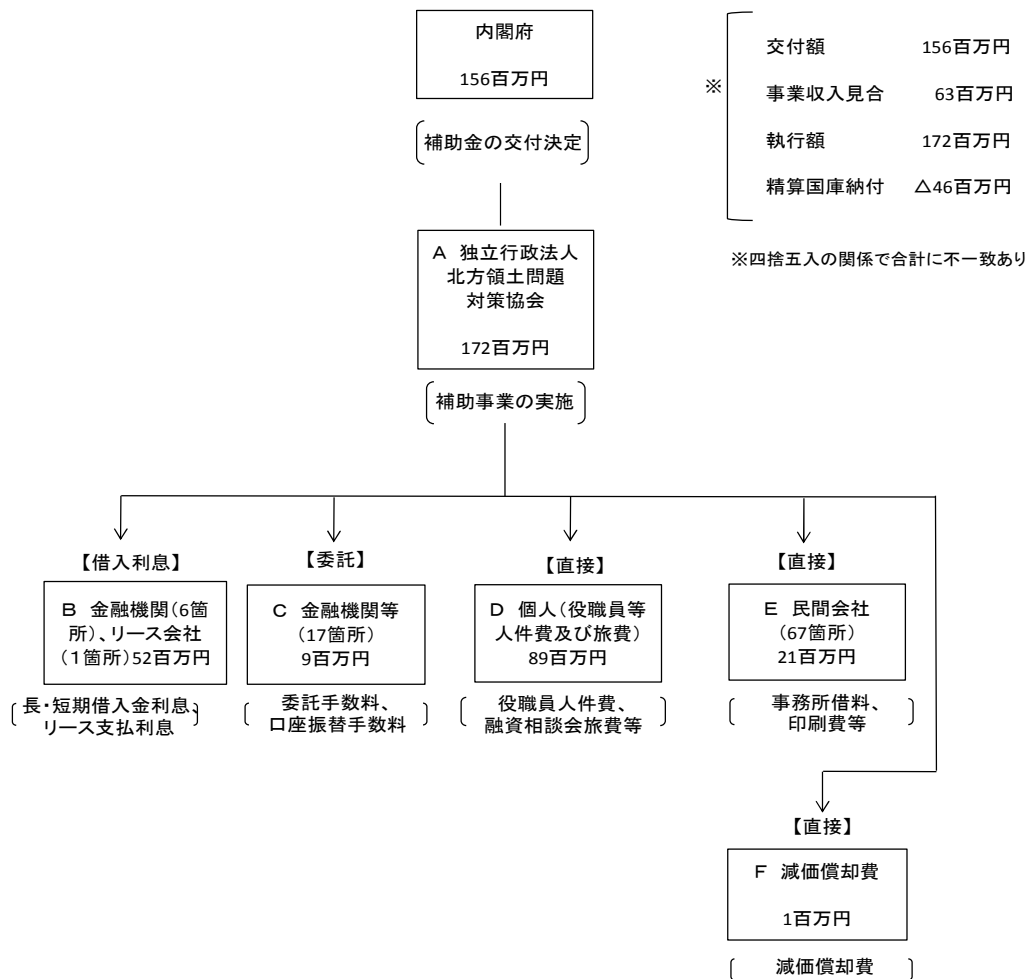 内閣府
156百万円
補助金の交付決定
※
交付額 156百万円
事業収入見合 63百万円
執行額 172百万円
精算国庫納付 △46百万円
※四捨五入の関係で合計に不一致あり
A 独立行政法人
北方領土問題
対策協会
172百万円
補助事業の実施
【借入利息】
B 金融機関(6箇
所)、リース会社
(1箇所)52百万円
長・短期借入金利息、
リース支払利息
【委託】
C 金融機関等
(17箇所)
9百万円
委託手数料、
口座振替手数料
【直接】
D 個人(役職員等
人件費及び旅費)
89百万円
役職員人件費、
融資相談会旅費等
【直接】
E 民間会社
(67箇所)
21百万円
事務所借料、
印刷費等
【直接】
F 減価償却費
1百万円
減価償却費